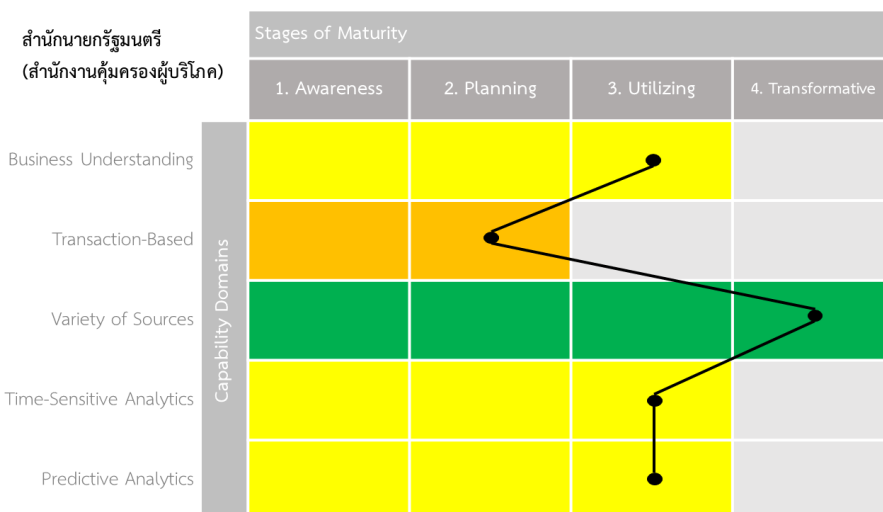 สำนักนายกรัฐมนตรี
(สำนักงานคุ้มครองผู้บริโภค)
Stages of Maturity
1. Awareness
2. Planning
3. Utilizing
4. Transformative
Capability Domains
Business Understanding
Transaction-Based
Variety of Sources
Time-Sensitive Analytics
Predictive Analytics